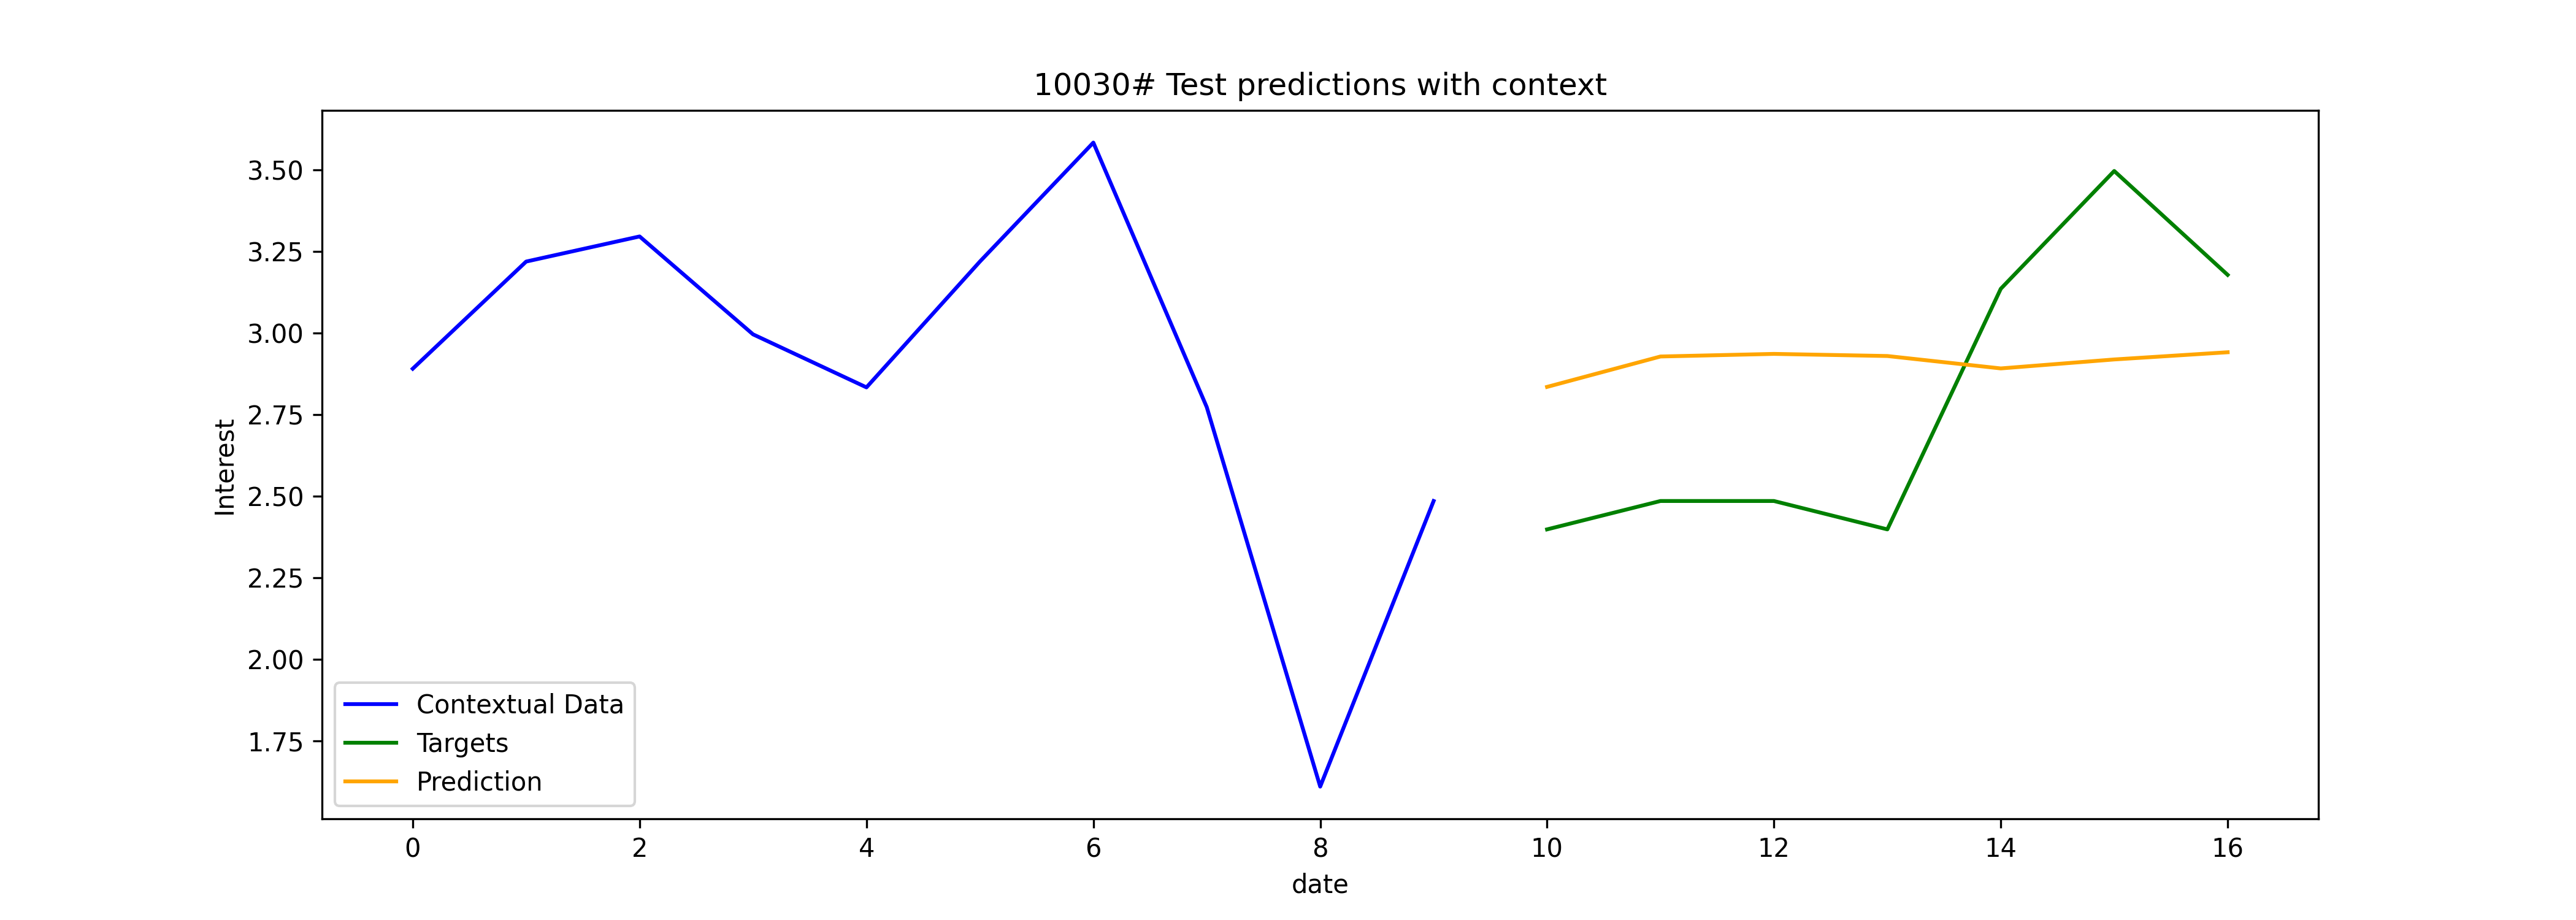 10030# Test predictions with context
Interest
3.50
3.25
3.00
2.75
2.50
2.25
2.00
1.75
Contextual Data
Targets
Prediction
0 2 4 6 8 10 12 14 16
date